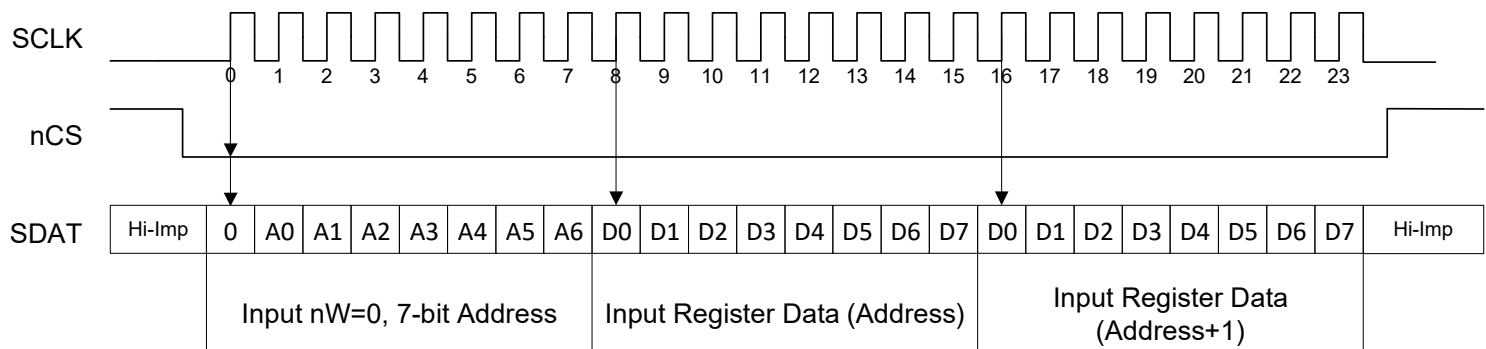 SCLK
0 1 2 3 4 5 6 7 8 9 10 11 12 13 14 15 16 17 18 19 20 21 22 23
nCS
SDAT Hi-Imp 0 A0 A1 A2 A3 A4 A5 A6 D0 D1 D2 D3 D4 D5 D6 D7 D0 D1 D2 D3 D4 D5 D6 D7 Hi-Imp
Input nW=0, 7-bit Address Input Register Data (Address) Input Register Data
(Address+1)